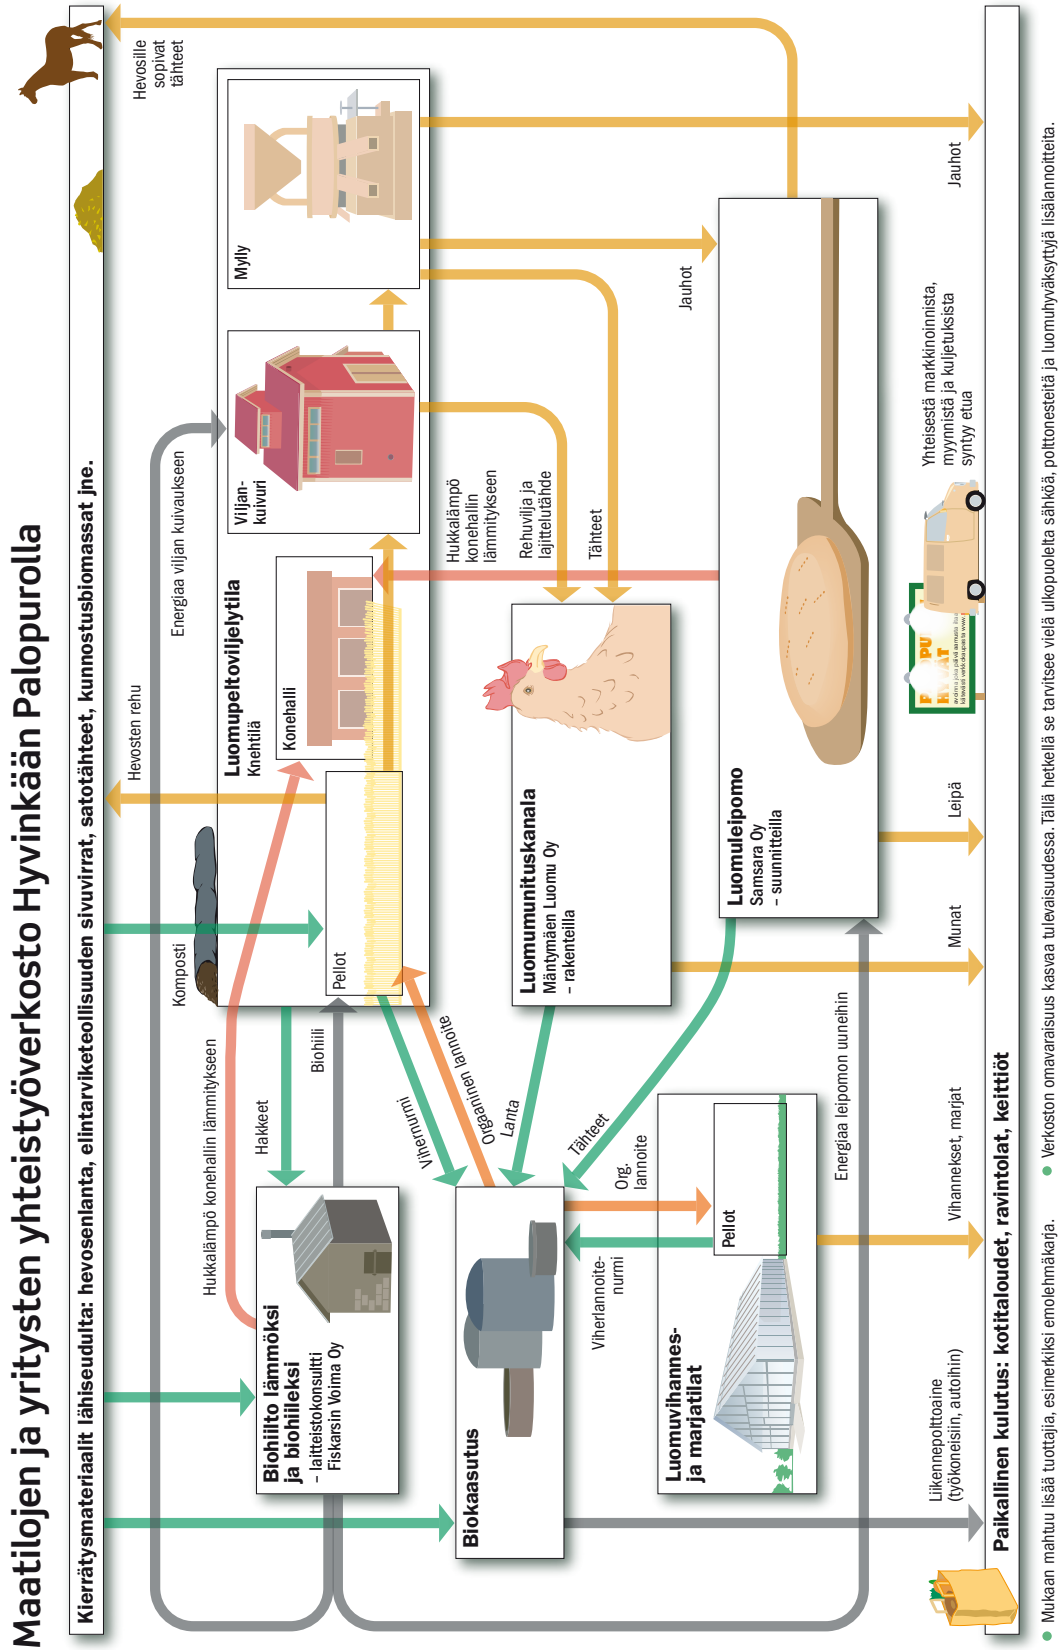 Maatilojen ja yritysten yhteistyöverkosto Hyvinkään Palopurolla
Kierrätysmateriaalit lähiseudulta: hevosenlanta, elintarviketeollisuuden sivuvirrat, satotähteet, kunnostusbiomassat jne.
Hevosten rehu
Hevosille
sopivat
tähteet
Energiaa viljan kuivaukseen
Komposti
Hukkalämpö konehallin lämmitykseen
Luomupeltoviljelytila
Knehtilä
Konehalli
Viljan-
kuivuri
Mylly
Pellot
Biohiilto lämmöksi
ja biohiileksi
– laitteistokonsultti
Fiskarsin Voima Oy
Hakkeet
Biohiili
Vihernurmi
Organinen lannoite
Lanta
Tähteet
Hukkalämpö
konehallin
lämmitykseen
Rehuvilja ja
lajittelutähde
Tähteet
Jauhot
Jauhot
Biokaasutus
Luomumunituskanala
Mäntymäen Luomu Oy
– rakenteilla
Viherlannoite-
nurmi
Org.
lannoite
Luomuvihannes-
ja marjatilat
Pellot
Luomuleipomo
Samsara Oy
– suunnitteilla
Energiaa leipomon uuneihin
Liikennepolttoaine
(työkoneisiin, autoihin)
Vihannekset, marjat
Munat
Leipä
Yhteisestä markkinoinnista,
myynnistä ja kuljetuksista
syntyy etua
Paikallinen kulutus: kotitaloudet, ravintolat, keittiöt
● Mukaan mahtuu lisää tuottajia, esimerkiksi emolehmäkarja.
● Verkoston omavaraisuus kasvaa tulevaisuudessa. Tällä hetkellä se tarvitsee vielä ulkopuolelta sähköä, polttonesteitä ja luomuhyväksyttyjä lisälannoitteita.